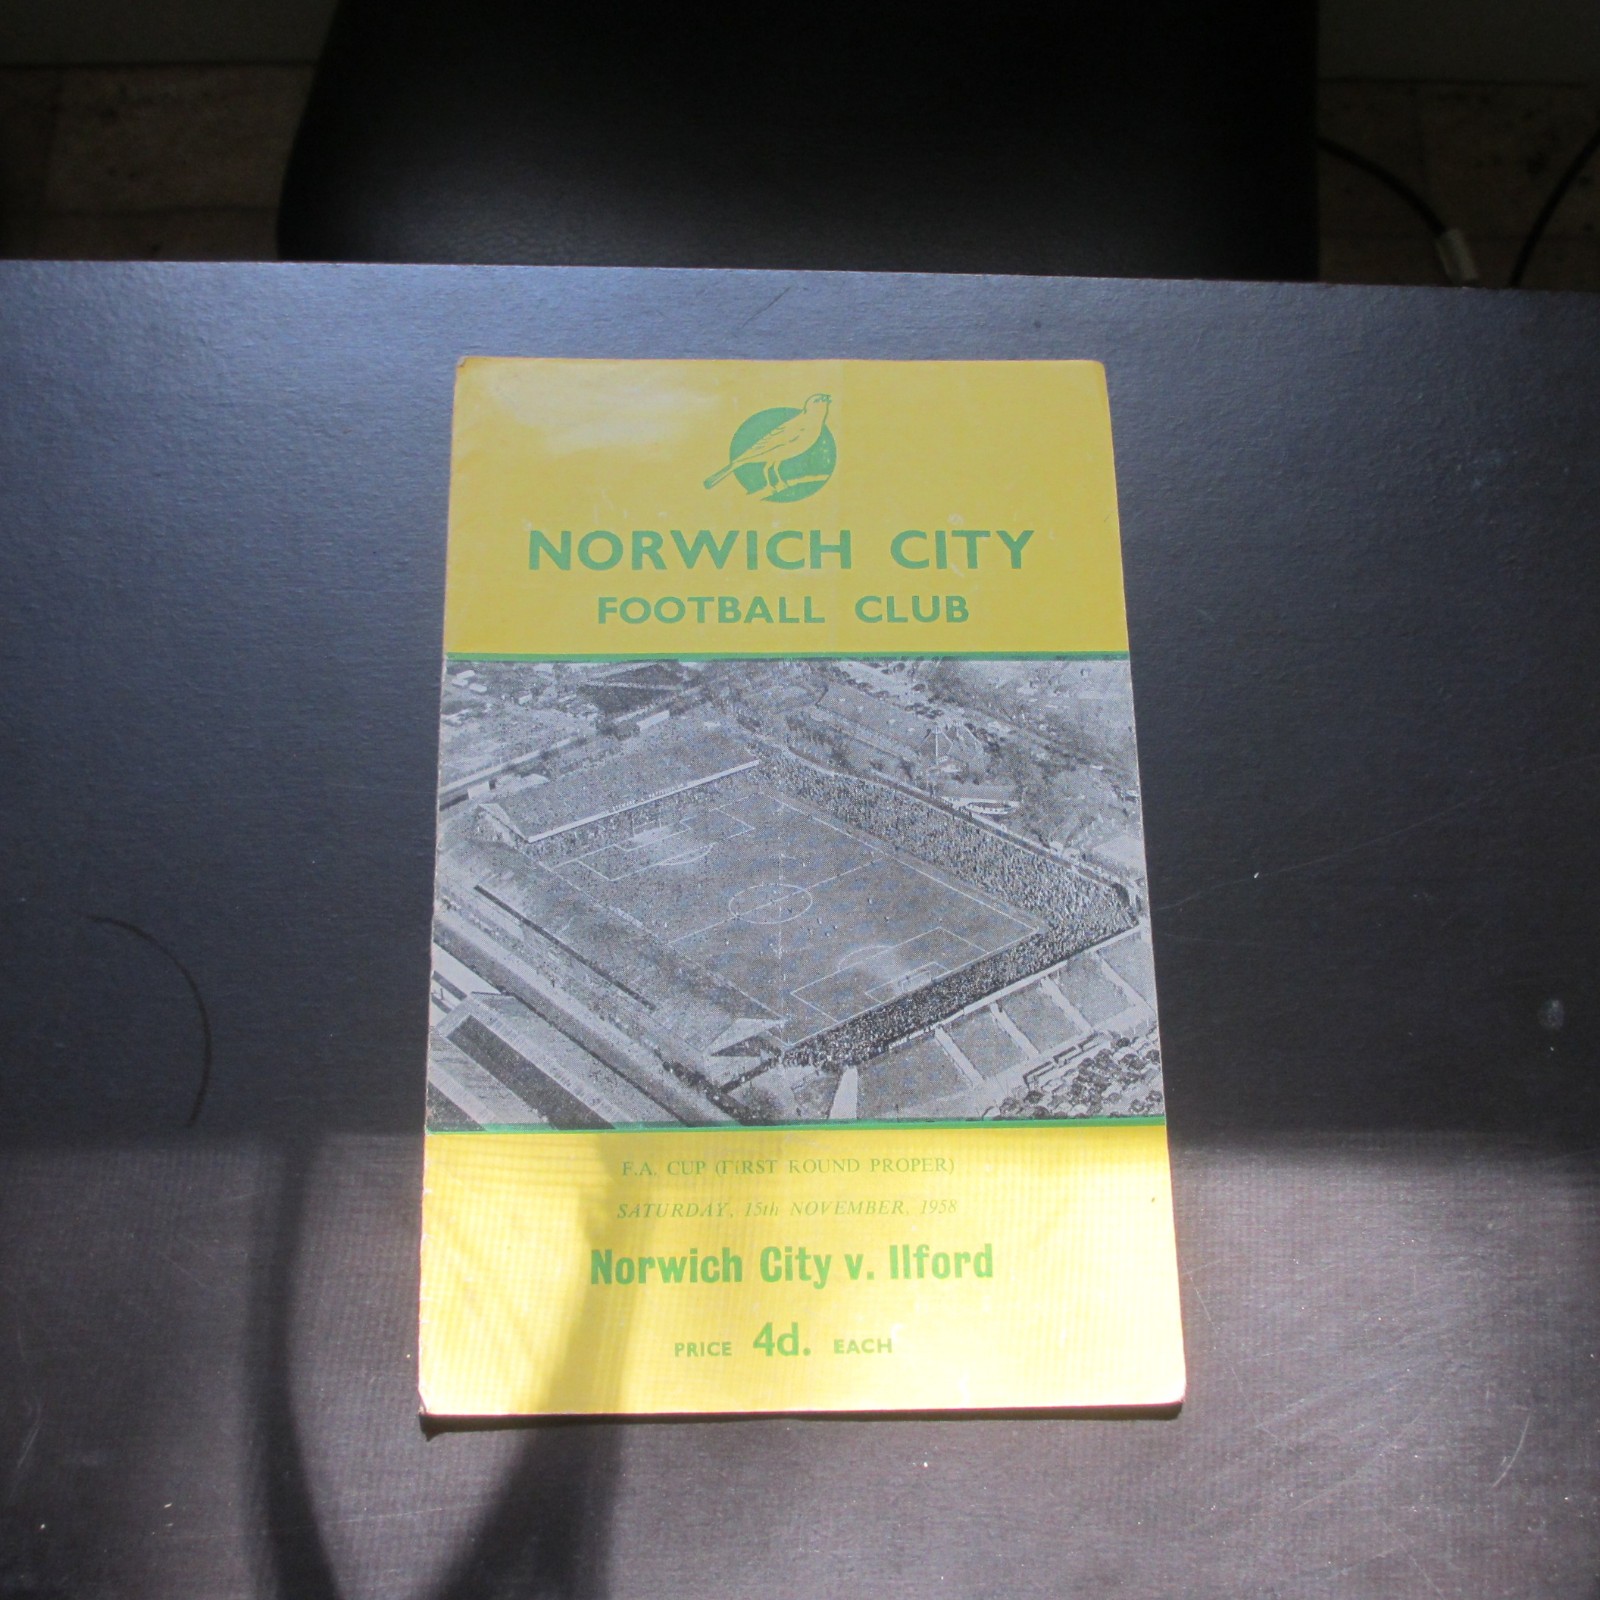 NORWICH CITY
FOOTBALL CLUB
F.A. CUP (FIRST ROUND PROPER)
SATURDAY, 15th NOVEMBER, 1958
Norwich City v. Ilford
PRICE 4d. EACH